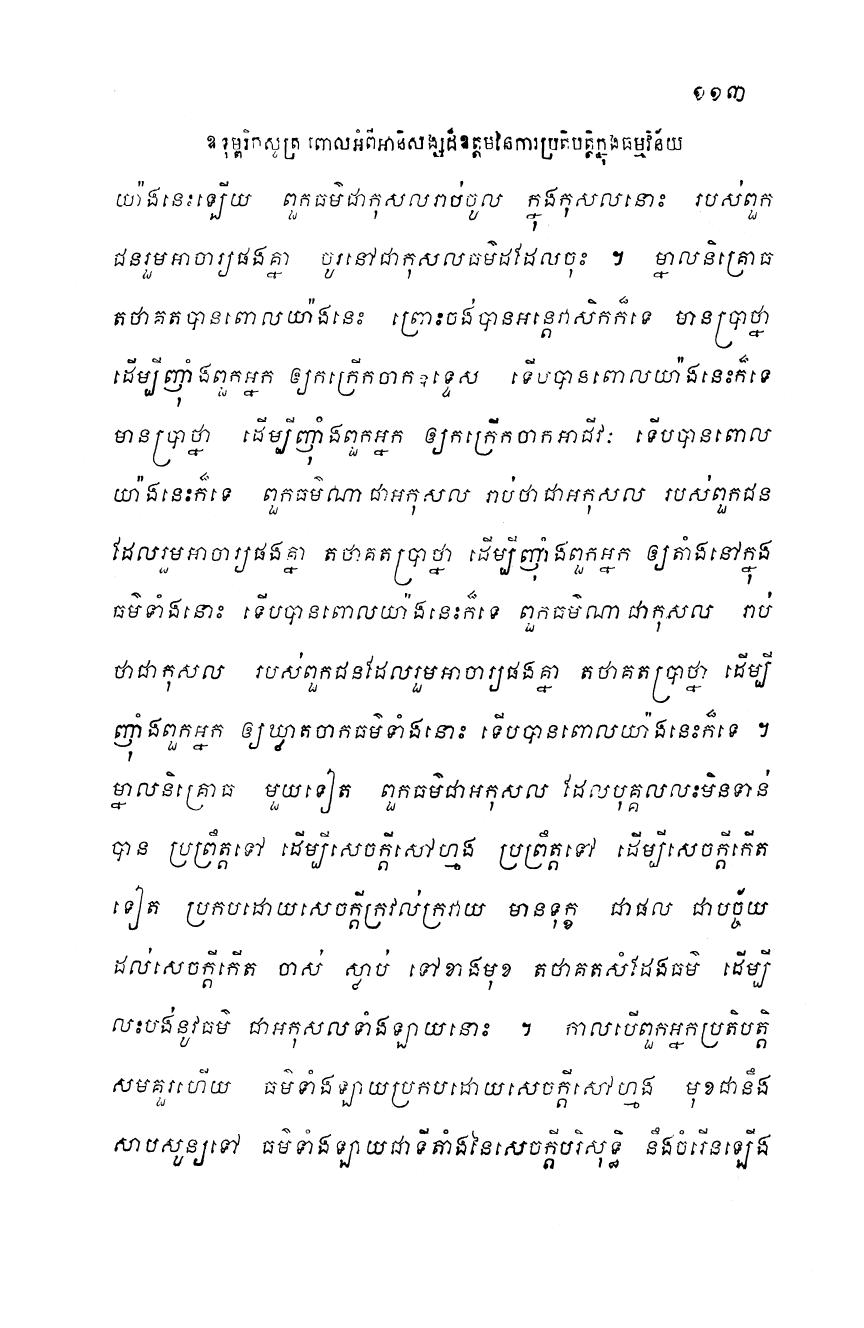 ១១៣
ឧទុម្ពរិកសូត្រ ពោលអំពីអានិសង្សដ៏ឧត្តមនៃការប្រតិបត្តិក្នុងធម្មវិន័យ
យ៉ាងនេះឡើយ ពួកធម៌ជាកុសលរាប់ចូល ក្នុងកុសលនោះ របស់ពួក
ជនរួមអាចារ្យផងគ្នា ចូរនៅជាកុសលធម៌ដដែលចុះ ។ ម្នាលនិគ្រោធ
តថាគតបានពោលយ៉ាងនេះ ព្រោះចង់បានអន្តេវាសិកក៏ទេ មានប្រាថ្នា
ដើម្បីញ៉ាំងពួកអ្នក ឲ្យកក្រើកចាកឧទ្ទេស ទើបបានពោលយ៉ាងនេះក៏ទេ
មានប្រាថ្នា ដើម្បីញ៉ាំងពួកអ្នក ឲ្យកក្រើកចាកអាជីវៈ ទើបបានពោល
យ៉ាងនេះក៏ទេ ពួកធម៌ណាជាអកុសល រាប់ថាជាអកុសល របស់ពួកជន
ដែលរួមអាចារ្យផងគ្នា តថាគតប្រាថ្នា ដើម្បីញ៉ាំងពួកអ្នក ឲ្យតាំងនៅក្នុង
ធម៌ទាំងនោះ ទើបបានពោលយ៉ាងនេះក៏ទេ ពួកធម៌ណាជាកុសល រាប់
ថាជាកុសល របស់ពួកជនដែលរួមអាចារ្យផងគ្នា តថាគតប្រាថ្នា ដើម្បី
ញ៉ាំងពួកអ្នក ឲ្យឃ្វាតចាកធម៌ទាំងនោះ ទើបបានពោលយ៉ាងនេះក៏ទេ ។
ម្នាលនិគ្រោធ មួយទៀត ពួកធម៌ជាអកុសល ដែលបុគ្គលលះមិនទាន់
បាន ប្រព្រឹត្តទៅ ដើម្បីសេចក្តីសៅហ្មង ប្រព្រឹត្តទៅ ដើម្បីសេចក្តីកើត
ទៀត ប្រកបដោយសេចក្តីក្រវល់ក្រវាយ មានទុក្ខ ជាផល ជាបច្ច័យ
ដល់សេចក្តីកើត ចាស់ ស្លាប់ ទៅខាងមុខ តថាគតសំដែងធម៌ ដើម្បី
លះបង់នូវធម៌ ជាអកុសលទាំងឡាយនោះ ។ កាលបើពួកអ្នកប្រតិបត្តិ
សមគួរហើយ ធម៌ទាំងឡាយប្រកបដោយសេចក្តីសៅហ្មង មុខជានឹង
សាបសូន្យទៅ ធម៌ទាំងឡាយជាទីតាំងនៃសេចក្តីបរិសុទ្ធិ នឹងចំរើនឡើង